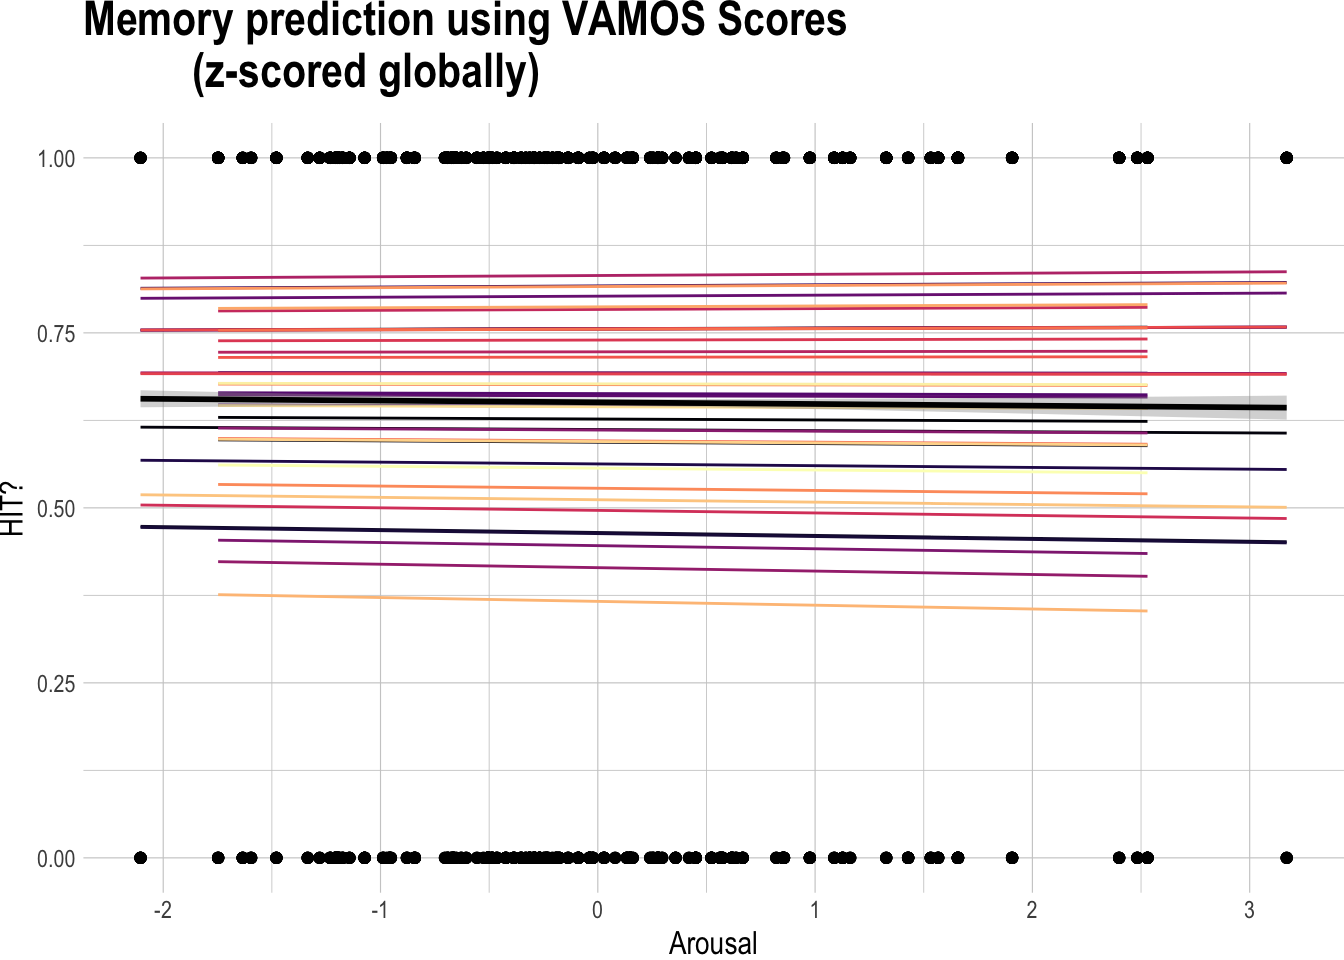 Memory prediction using VAMOS Scores
(z-scored globally)
1.00
0.75
0.50
0.25
0.00
HIT?
-2 -1 0 1 2 3
Arousal